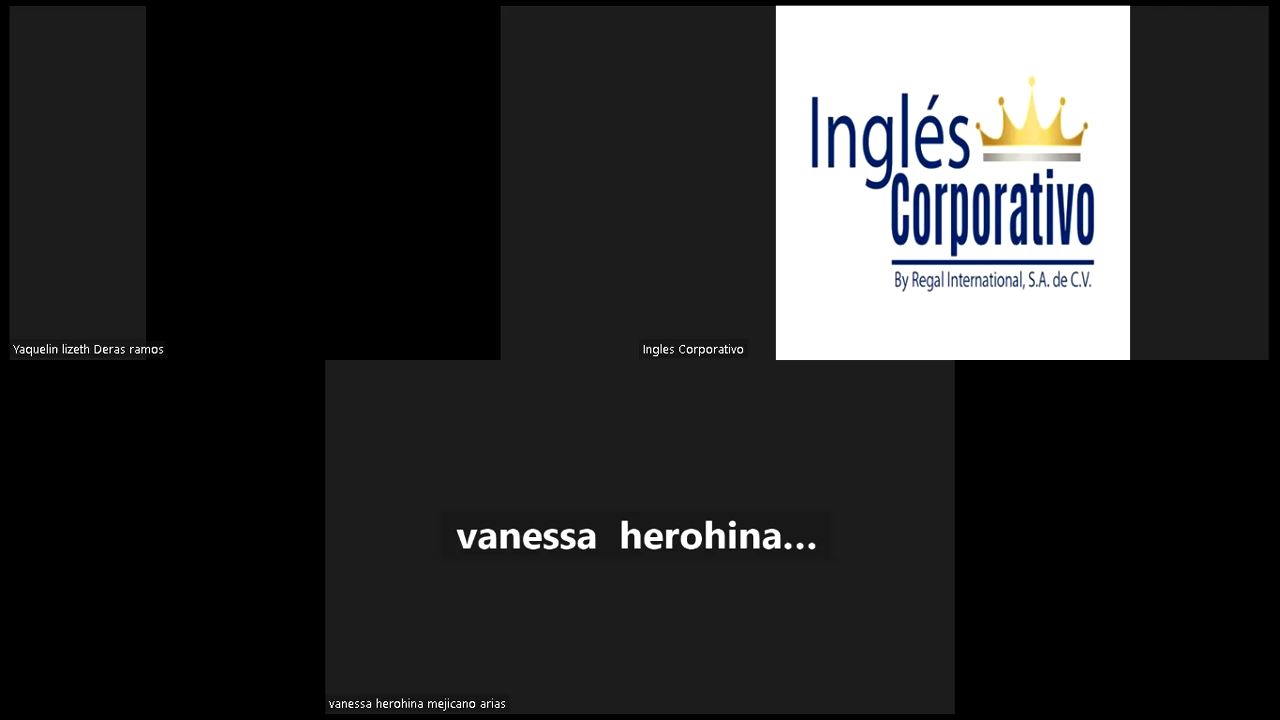 Inglés
Corporativo
By Regal International, S.A. de C.V.
Yaquelin lizeth Deras ramos
Ingles Corporativo
vanessa herohina...
vanessa herohina mejicano arias